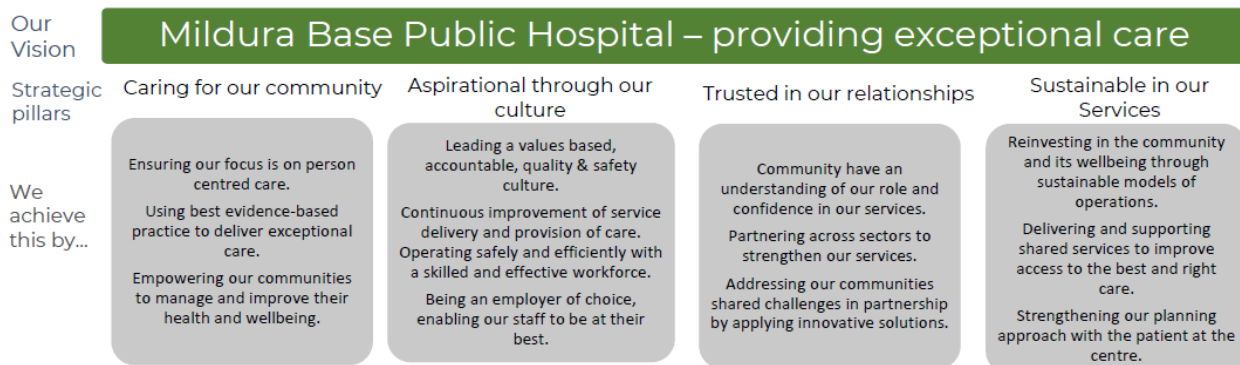 Our
Vision
Mildura Base Public Hospital – providing exceptional care
Strategic
pillars
Caring for our community
Aspirational through our
culture
Trusted in our relationships
Sustainable in our
Services
We
achieve
this by...
Ensuring our focus is on person
centred care.
Using best evidence-based
practice to deliver exceptional
care.
Empowering our communities
to manage and improve their
health and wellbeing.
Leading a values based,
accountable, quality & safety
culture.
Continuous improvement of service
delivery and provision of care.
Operating safely and efficiently with
a skilled and effective workforce.
Being an employer of choice,
enabling our staff to be at their
best.
Community have an
understanding of our role and
confidence in our services.
Partnering across sectors to
strengthen our services.
Addressing our communities
shared challenges in partnership
by applying innovative solutions.
Reinvesting in the community
and its wellbeing through
sustainable models of
operations.
Delivering and supporting
shared services to improve
access to the best and right
care.
Strengthening our planning
approach with the patient at the
centre.